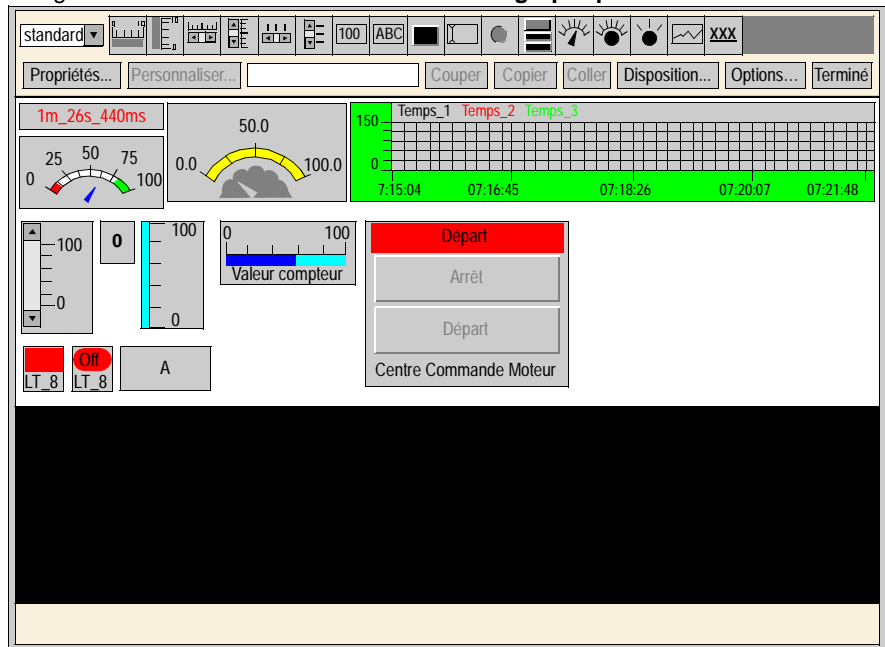 standard 100 ABC XXX
Propriétés... Personnaliser... Couper Copier Coller Disposition... Options... Terminé
1m_26s_440ms
0 25 50 75 100
0.0 50.0 100.0
Temps_1 Temps_2 Temps_3
150
0
7:15:04 07:16:45 07:18:26 07:20:07 07:21:48
100
0
0
100
0
0 100
Valeur compteur
Départ
Arrêt
Départ
Centre Commande Moteur
LT_8
Off
LT_8
A